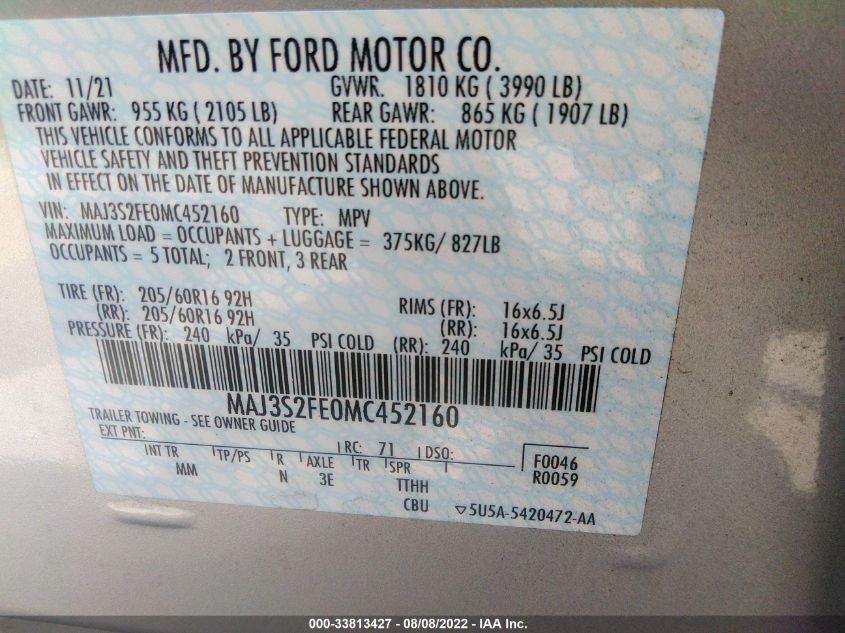 MFD. BY FORD MOTOR CO.
DATE: 11/21 GVWR: 1810 KG ( 3990 LB)
FRONT GAWR: 955 KG ( 2105 LB) REAR GAWR: 865 KG ( 1907 LB)
THIS VEHICLE CONFORMS TO ALL APPLICABLE FEDERAL MOTOR
VEHICLE SAFETY AND THEFT PREVENTION STANDARDS
IN EFFECT ON THE DATE OF MANUFACTURE SHOWN ABOVE.
VIN: MAJ3S2FE0MC452160 TYPE: MPV
MAXIMUM LOAD = OCCUPANTS + LUGGAGE = 375KG/ 827LB
OCCUPANTS = 5 TOTAL; 2 FRONT, 3 REAR
TIRE (FR): 205/60R16 92H RIMS (FR): 16x6.5J
(RR): 205/60R16 92H (RR): 16x6.5J
PRESSURE (FR): 240 kPa/ 35 PSI COLD (RR): 240 kPa/ 35 PSI COLD
MAJ3S2FE0MC452160
TRAILER TOWING - SEE OWNER GUIDE
EXT PNT: RC: 71 DSO: F0046
INT TR TP/PS R AXLE TR SPR R0059
MM N 3E TTHH
CBU ▽5U5A-5420472-AA
000-33813427 - 08/08/2022 - IAA Inc.